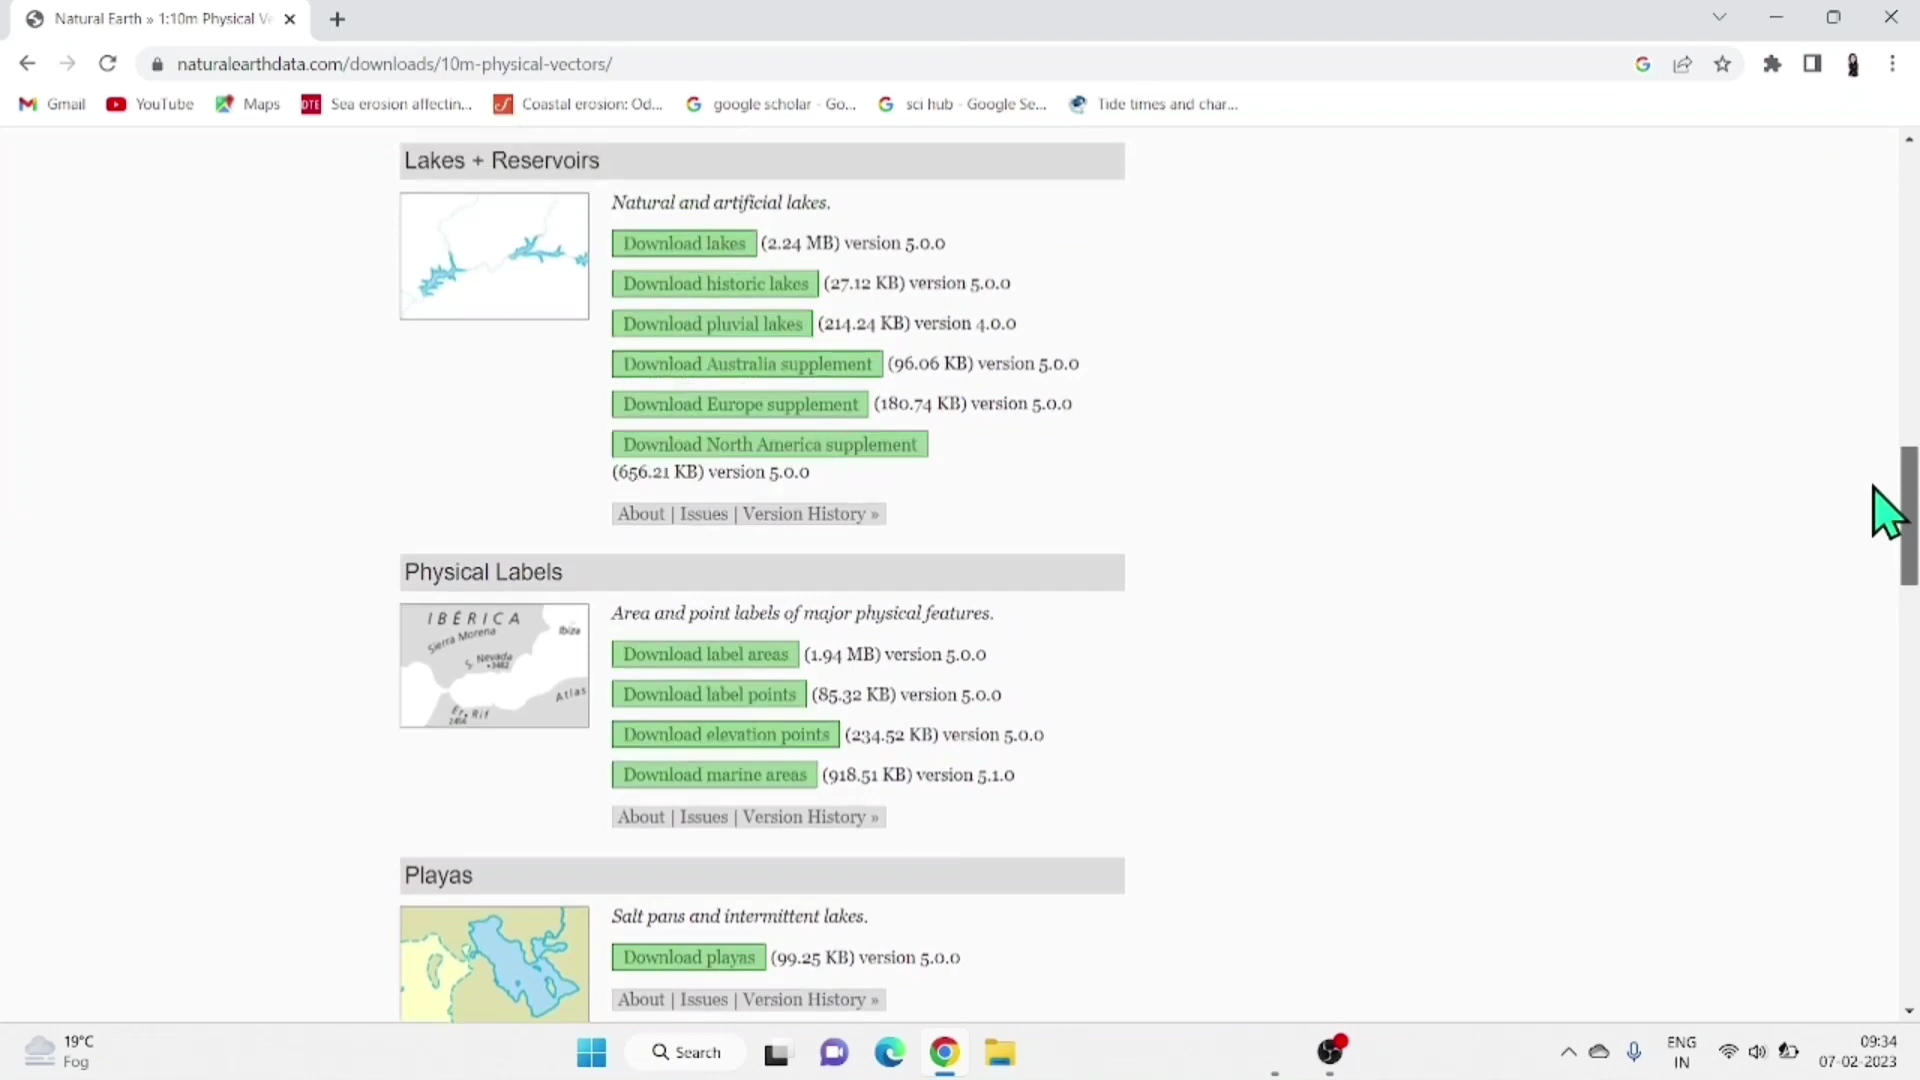 Natural Earth » 1:10m Physical Ve
naturalearthdata.com/downloads/10m-physical-vectors/
Gmail
YouTube
Maps
DTE
Sea erosion affectin...
Coastal erosion: Od...
google scholar - Go...
sci hub - Google Se...
Tide times and char...
Lakes + Reservoirs
Natural and artificial lakes.
Download lakes (2.24 MB) version 5.0.0
Download historic lakes (27.12 KB) version 5.0.0
Download pluvial lakes (214.24 KB) version 4.0.0
Download Australia supplement (96.06 KB) version 5.0.0
Download Europe supplement (180.74 KB) version 5.0.0
Download North America supplement
(656.21 KB) version 5.0.0
About | Issues | Version History »
Physical Labels
IBÉRICA
Sierra Morena
Ibiza
S. Nevada
Atlas
Er Rif
Area and point labels of major physical features.
Download label areas (1.94 MB) version 5.0.0
Download label points (85.32 KB) version 5.0.0
Download elevation points (234.52 KB) version 5.0.0
Download marine areas (918.51 KB) version 5.1.0
About | Issues | Version History »
Playas
Salt pans and intermittent lakes.
Download playas (99.25 KB) version 5.0.0
About | Issues | Version History »
19°C
Fog
Search
ENG
IN
09:34
07-02-2023